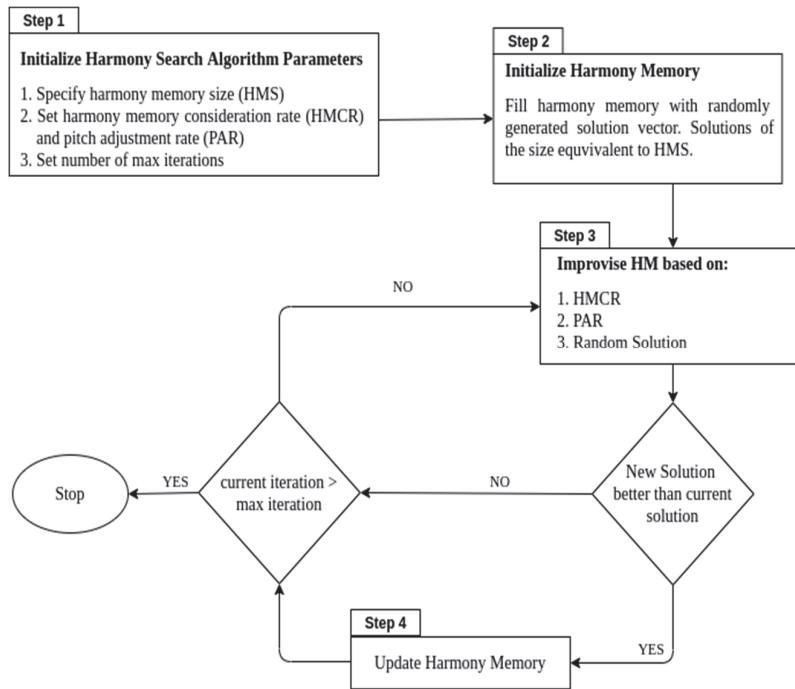 Step 1
Initialize Harmony Search Algorithm Parameters
1. Specify harmony memory size (HMS)
2. Set harmony memory consideration rate (HMCR)
and pitch adjustment rate (PAR)
3. Set number of max iterations
Step 2
Initialize Harmony Memory
Fill harmony memory with randomly
generated solution vector. Solutions of
the size equvivalent to HMS.
Step 3
Improvise HM based on:
1. HMCR
2. PAR
3. Random Solution
NO
New Solution
better than current
solution
NO
current iteration >
max iteration
YES
Stop
YES
Step 4
Update Harmony Memory